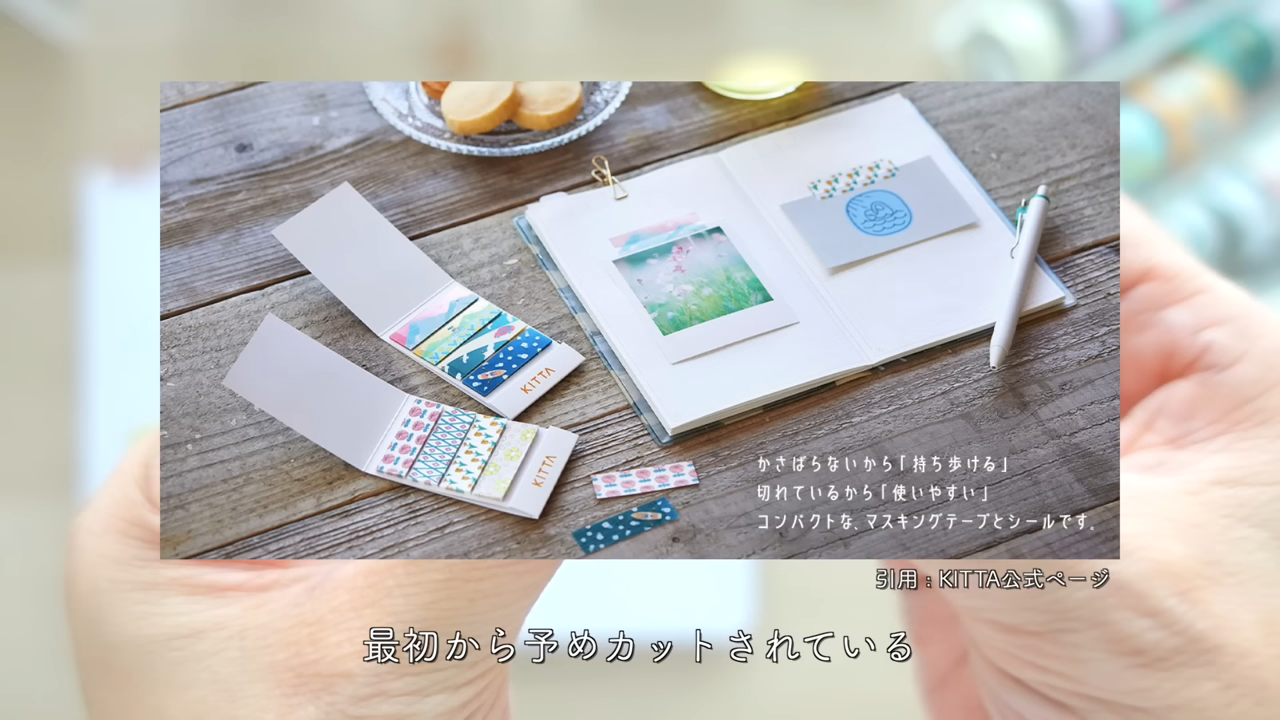 KITTA
KITTA
かさばらないから「持ち歩ける」
切れているから「使いやすい」
コンパクトな、マスキングテープとシールです。
引用：KITTA公式ページ
最初から予めカットされている